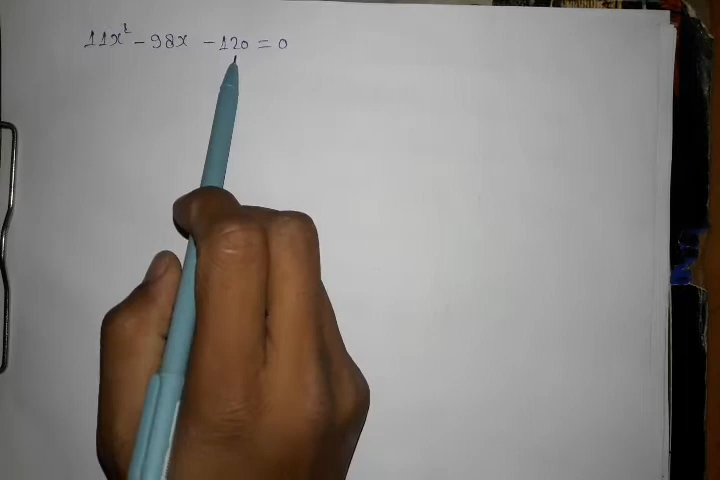 11x² - 98x - 120 = 0